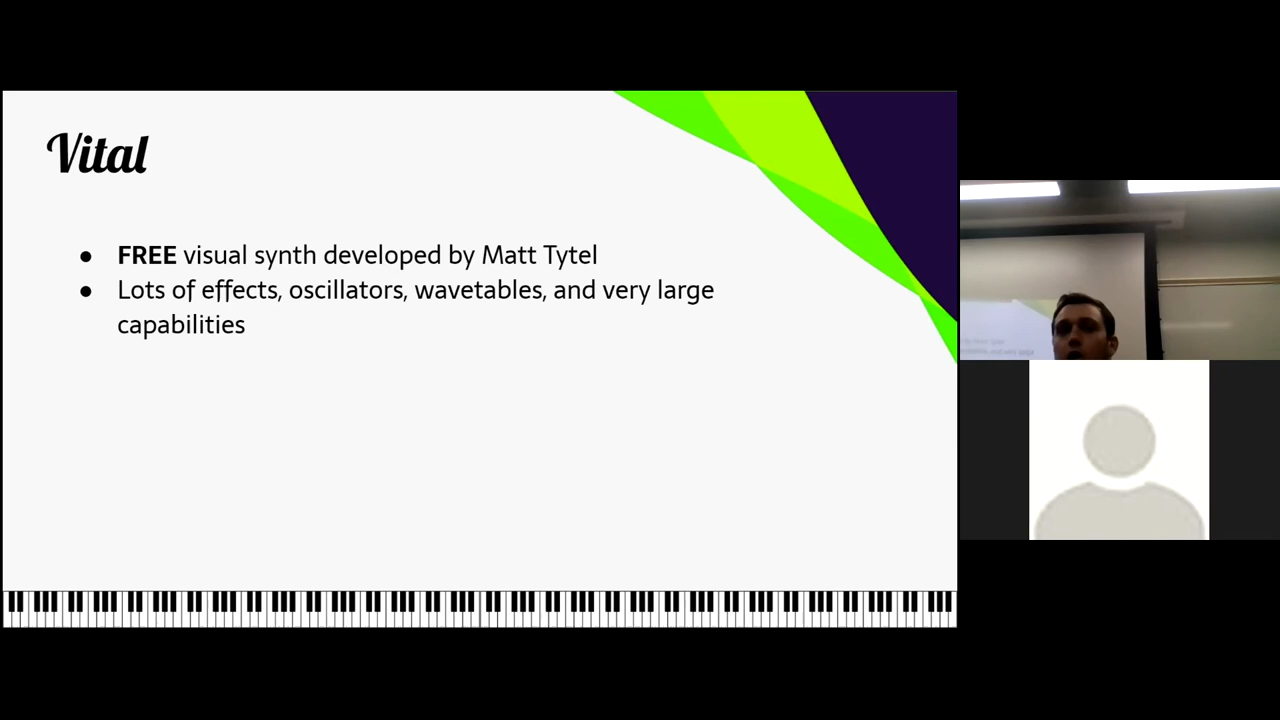 Vital
● FREE visual synth developed by Matt Tytel
● Lots of effects, oscillators, wavetables, and very large
capabilities